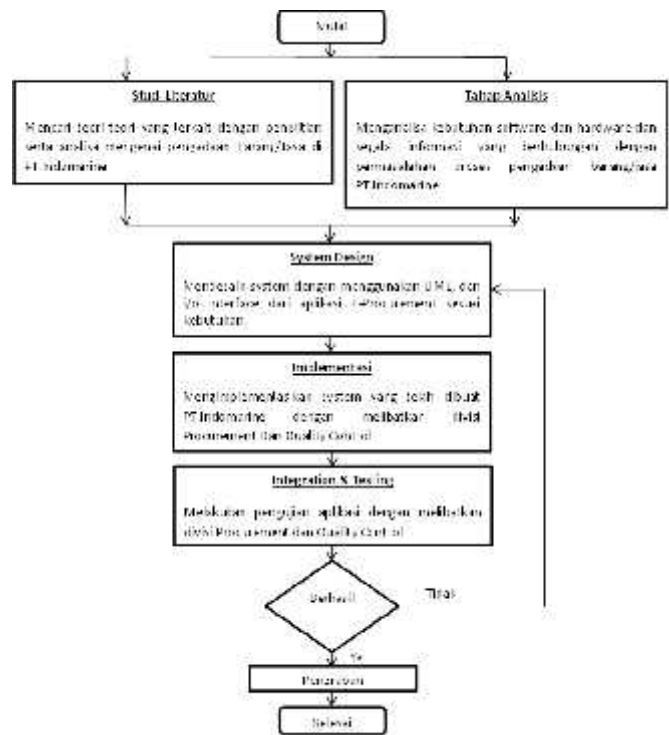 Mulai
Studi Literatur
Mencari teori teori yang terkait dengan penelitian
serta analisa mengenai pengadaan barang/jasa di
PT Indomarine
Tahap Analisis
Menganalisa kebutuhan software dan hardware dan
segala informasi yang berhubungan dengan
permasalahan proses pengadaan barang/jasa
PT.Indomarine
System Design
Mendesain system dengan menggunakan UML, dan
I/O interface dari aplikasi E-Procurement sesuai
kebutuhan
Implementasi
Mengimplementasikan system yang telah dibuat
PT.Indomarine dengan melibatkan divisi
Procurement Dan Quality Control
Integration & Testing
Melakukan pengujian aplikasi dengan melibatkan
divisi Procurement dan Quality Control
Berhasil
Tidak
Ya
Penerapan
Selesai